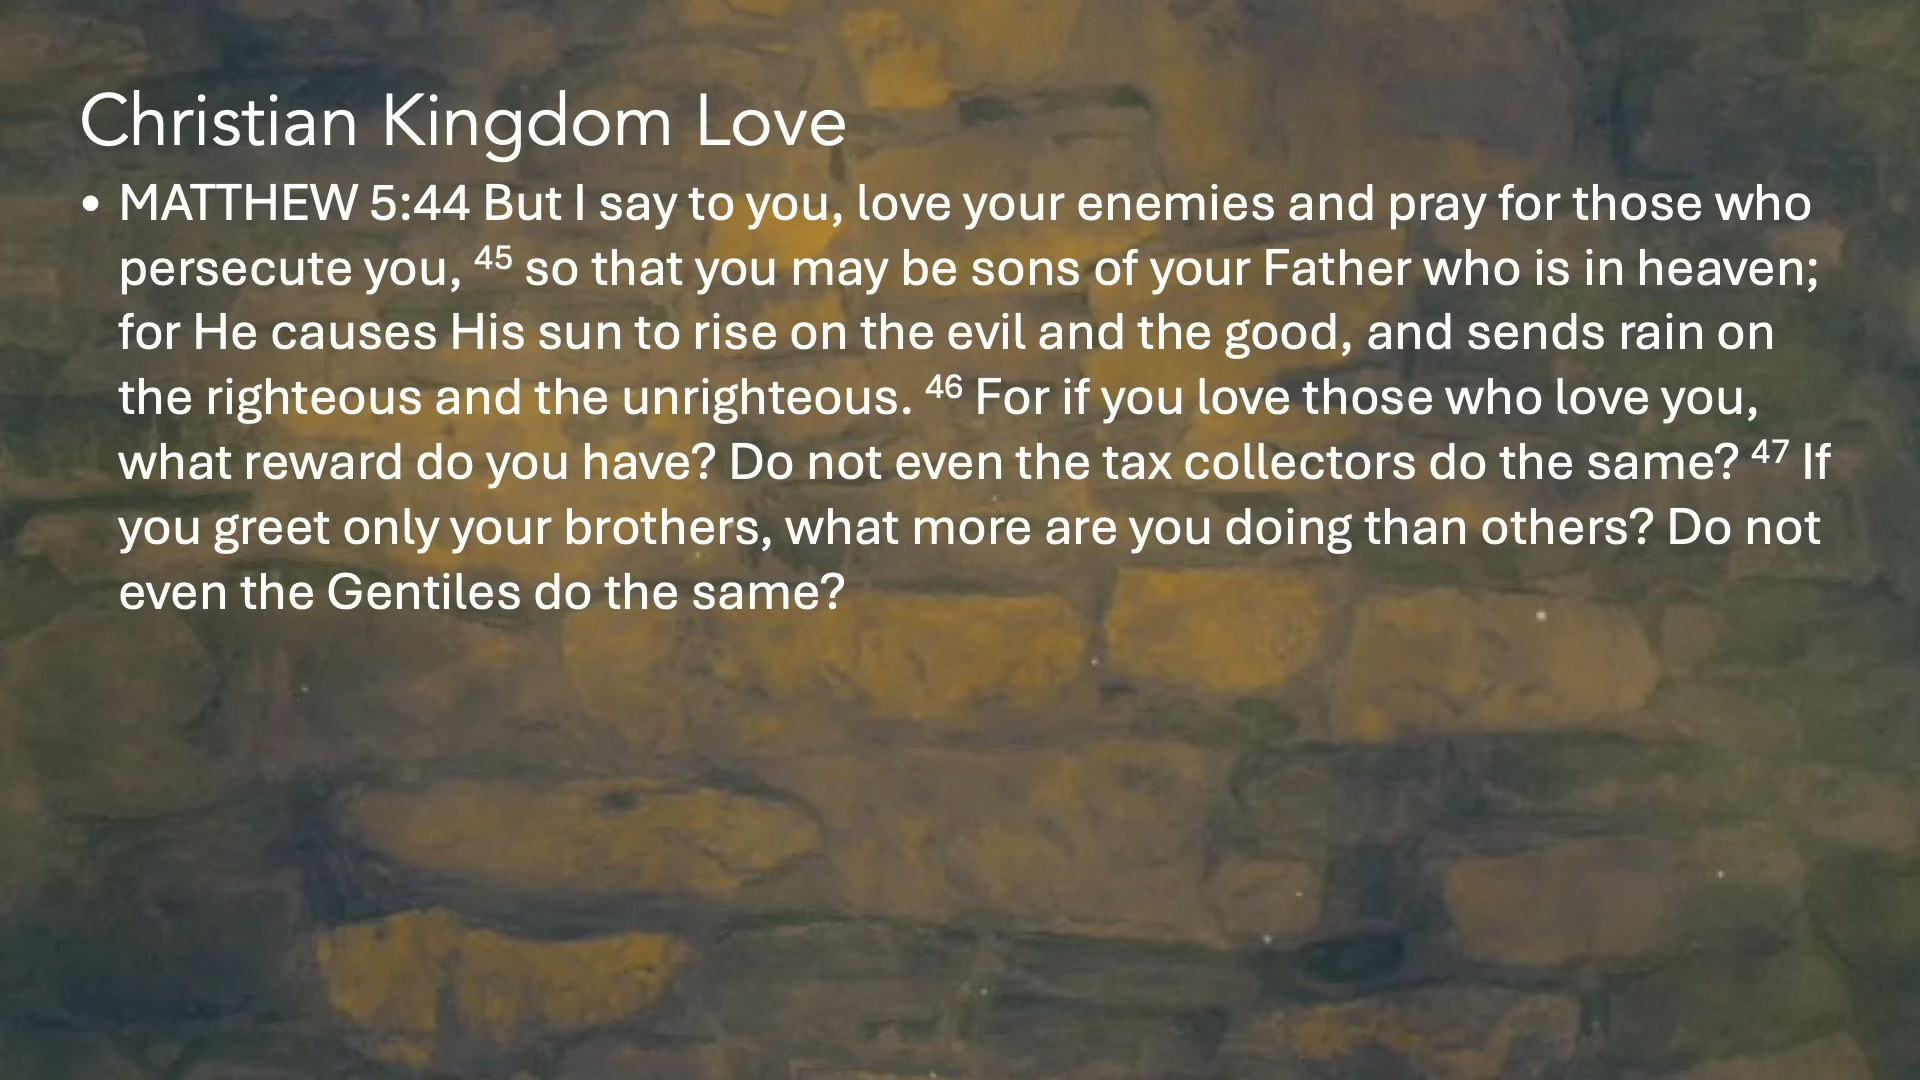 Christian Kingdom Love
• MATTHEW 5:44 But I say to you, love your enemies and pray for those who
persecute you, 45 so that you may be sons of your Father who is in heaven;
for He causes His sun to rise on the evil and the good, and sends rain on
the righteous and the unrighteous. 46 For if you love those who love you,
what reward do you have? Do not even the tax collectors do the same? 47 If
you greet only your brothers, what more are you doing than others? Do not
even the Gentiles do the same?